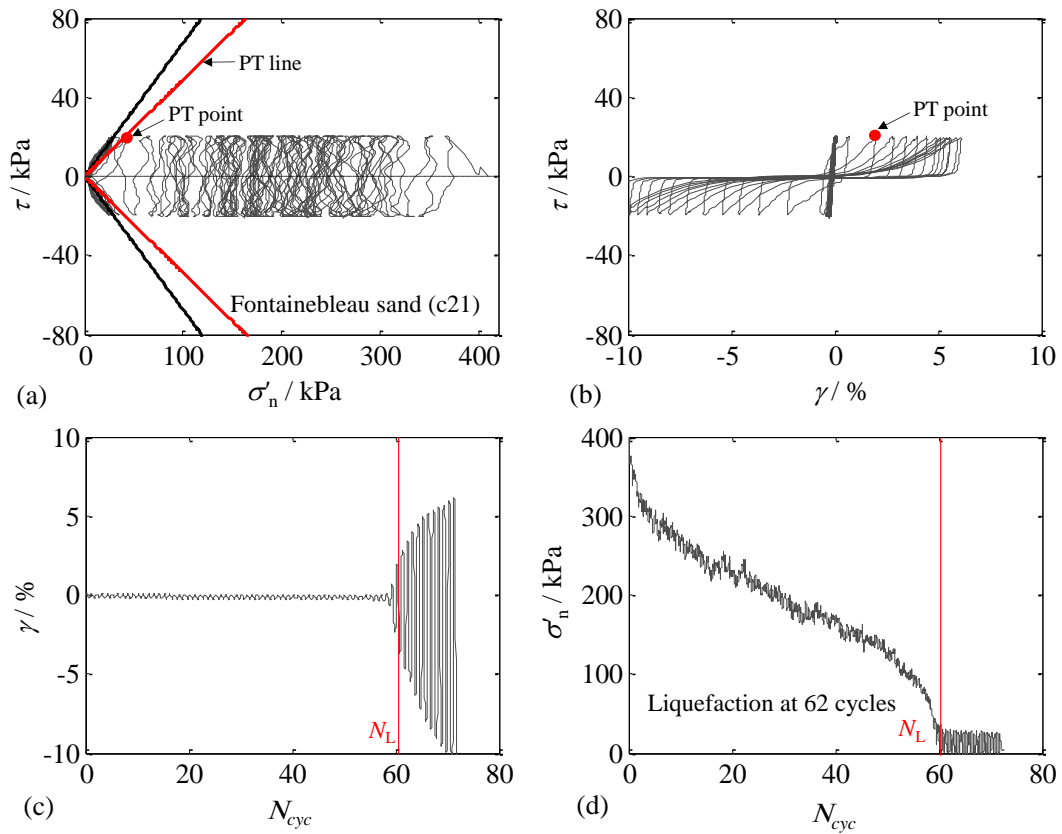 80
40
0
-40
-80
τ / kPa
PT line
PT point
Fontainebleau sand (c21)
0 100 200 300 400
(a)
σ′n / kPa
80
40
0
-40
-80
τ / kPa
PT point
-10 -5 0 5 10
(b)
γ / %
10
5
0
-5
-10
γ / %
NL
0 20 40 60 80
(c)
Ncyc
400
300
200
100
0
σ′n / kPa
Liquefaction at 62 cycles
NL
0 20 40 60 80
(d)
Ncyc